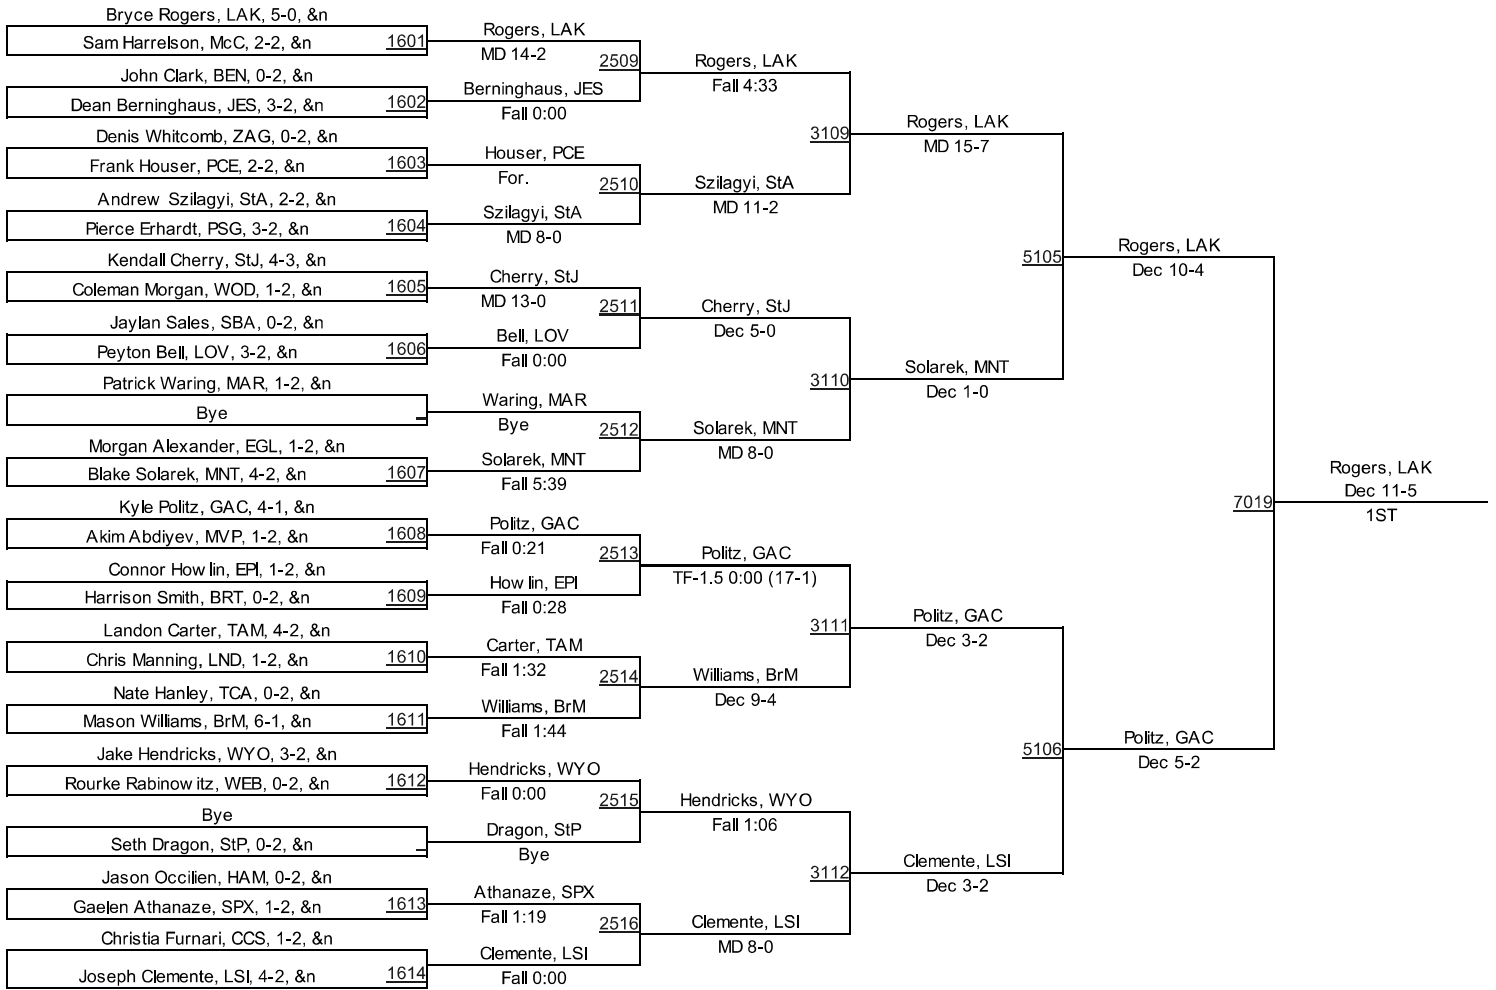 Bryce Rogers, LAK, 5-0, &n
Sam Harrelson, McC, 2-2, &n
1601
John Clark, BEN, 0-2, &n
Dean Berninghaus, JES, 3-2, &n
1602
Denis Whitcomb, ZAG, 0-2, &n
Frank Houser, PCE, 2-2, &n
1603
Andrew Szilagyi, StA, 2-2, &n
Pierce Erhardt, PSG, 3-2, &n
1604
Kendall Cherry, StJ, 4-3, &n
Coleman Morgan, WOD, 1-2, &n
1605
Jaylan Sales, SBA, 0-2, &n
Peyton Bell, LOV, 3-2, &n
1606
Patrick Waring, MAR, 1-2, &n
Bye
Morgan Alexander, EGL, 1-2, &n
Blake Solarek, MNT, 4-2, &n
1607
Kyle Politz, GAC, 4-1, &n
Akim Abdiyev, MVP, 1-2, &n
1608
Connor Howlin, EPI, 1-2, &n
Harrison Smith, BRT, 0-2, &n
1609
Landon Carter, TAM, 4-2, &n
Chris Manning, LND, 1-2, &n
1610
Nate Hanley, TCA, 0-2, &n
Mason Williams, BrM, 6-1, &n
1611
Jake Hendricks, WYO, 3-2, &n
Rourke Rabinowitz, WEB, 0-2, &n
1612
Bye
Seth Dragon, StP, 0-2, &n
Jason Occilien, HAM, 0-2, &n
Gaelen Athanaze, SPX, 1-2, &n
1613
Christia Furnari, CCS, 1-2, &n
Joseph Clemente, LSI, 4-2, &n
1614
Rogers, LAK
MD 14-2
2509
Berninghaus, JES
Fall 0:00
Houser, PCE
For.
2510
Szilagyi, StA
MD 8-0
Cherry, StJ
MD 13-0
2511
Bell, LOV
Fall 0:00
Waring, MAR
Bye
2512
Solarek, MNT
Fall 5:39
Politz, GAC
Fall 0:21
2513
Howlin, EPI
Fall 0:28
Carter, TAM
Fall 1:32
2514
Williams, BrM
Fall 1:44
Hendricks, WYO
Fall 0:00
2515
Dragon, StP
Bye
Athanaze, SPX
Fall 1:19
2516
Clemente, LSI
Fall 0:00
Rogers, LAK
Fall 4:33
3109
Szilagyi, StA
MD 11-2
Cherry, StJ
Dec 5-0
3110
Solarek, MNT
MD 8-0
Politz, GAC
TF-1.5 0:00 (17-1)
3111
Williams, BrM
Dec 9-4
Hendricks, WYO
Fall 1:06
3112
Clemente, LSI
MD 8-0
Rogers, LAK
MD 15-7
5105
Solarek, MNT
Dec 1-0
Politz, GAC
Dec 3-2
5106
Clemente, LSI
Dec 3-2
Rogers, LAK
Dec 10-4
7019
Politz, GAC
Dec 5-2
Rogers, LAK
Dec 11-5
1ST